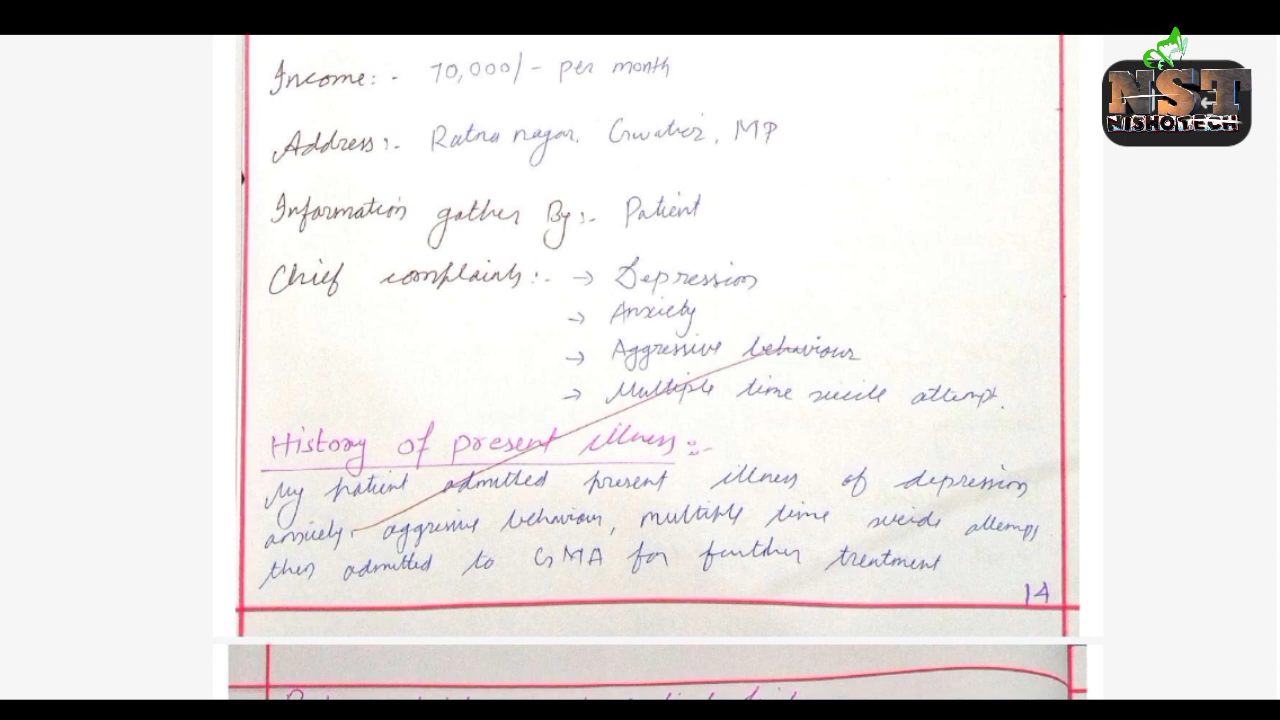 NST
NISHOTECH
Income:- 10,000/- per month
Address:- Ratna nagar, Gwalior, MP
Information gather By:- Patient
Chief complaints:- → Depression
→ Anxiety
→ Aggressive behaviour
→ Multiple time suicide attempt.
History of present illness:-
My patient admitted present illness of depression
anxiety, aggressive behaviour, multiple time suicide attempt
then admitted to GMA for further treatment
14